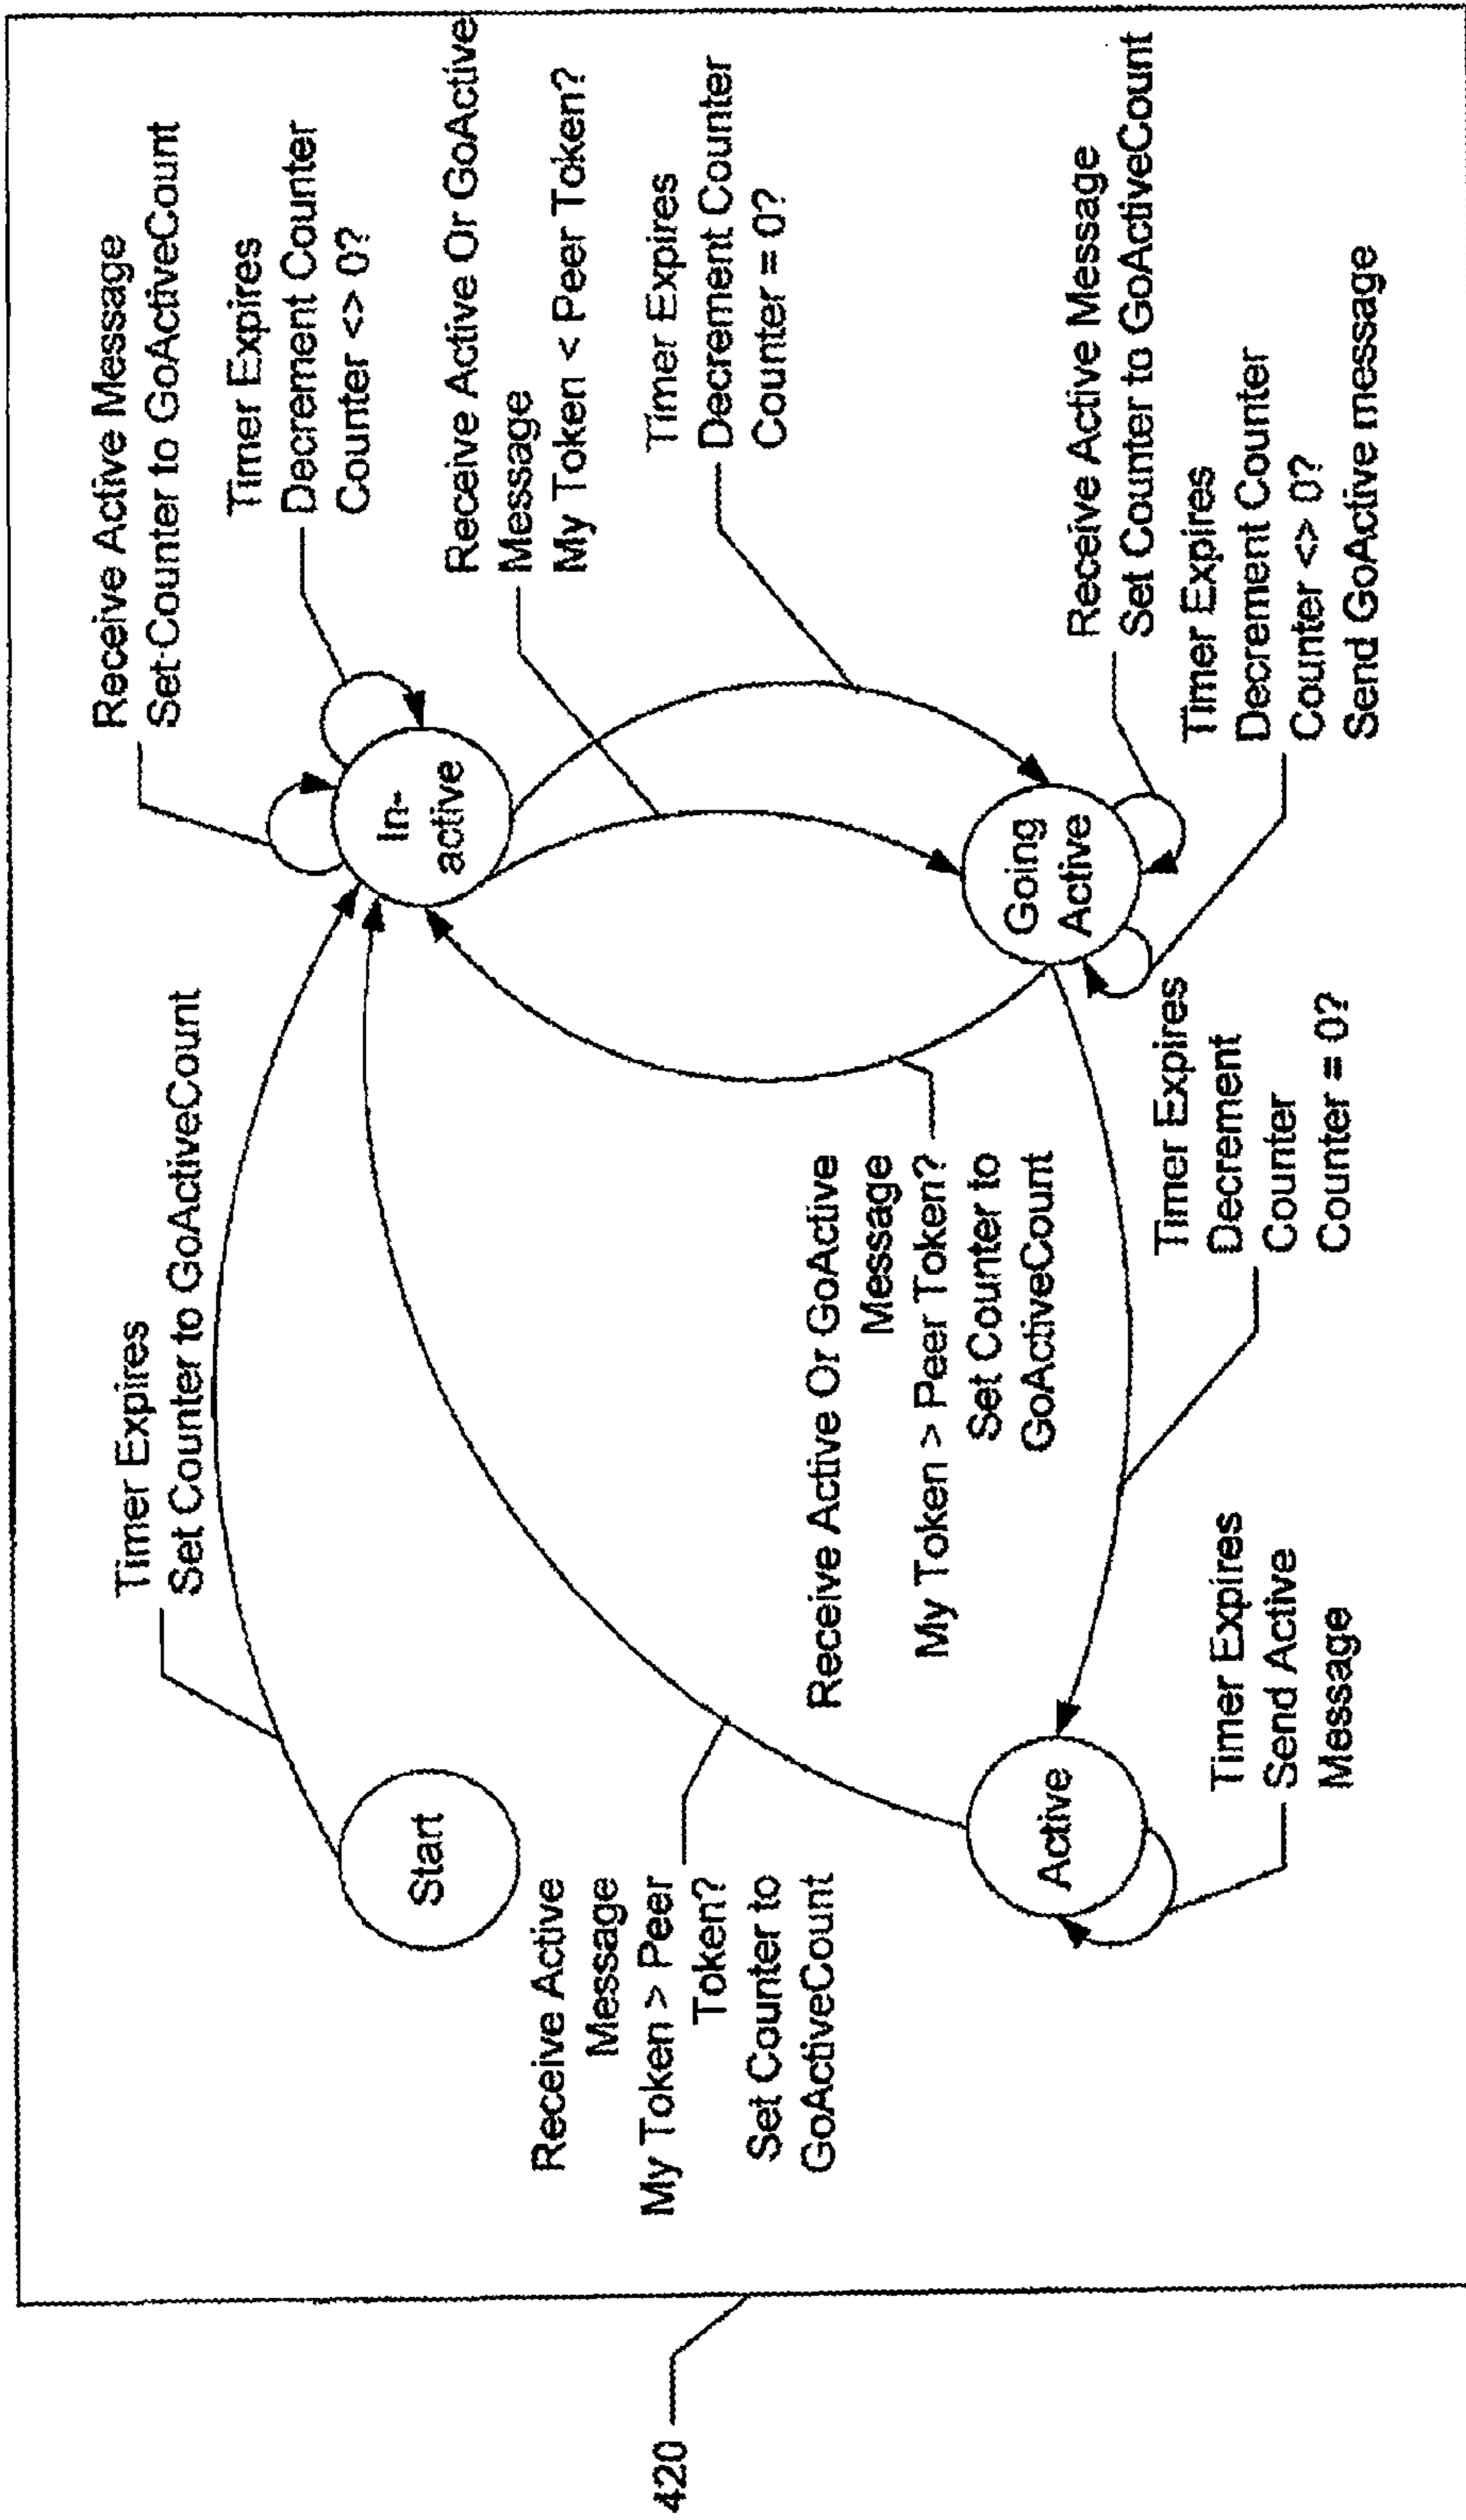 Timer Expires
Set Counter to GoActiveCount
Receive Active Message
Set Counter to GoActiveCount
Timer Expires
Decrement Counter
Counter <> 0?
Start
In-
active
Receive Active Or GoActive
Message
My Token < Peer Token?
Receive Active
Message
My Token > Peer
Token?
Set Counter to
GoActiveCount
Timer Expires
Decrement Counter
Counter = 0?
Receive Active Or GoActive
Message
My Token > Peer Token?
Set Counter to
GoActiveCount
Active
Going
Active
Receive Active Message
Set Counter to GoActiveCount
Timer Expires
Decrement Counter
Counter <> 0?
Send GoActive message
Timer Expires
Decrement
Counter
Counter = 0?
Timer Expires
Send Active
Message
420